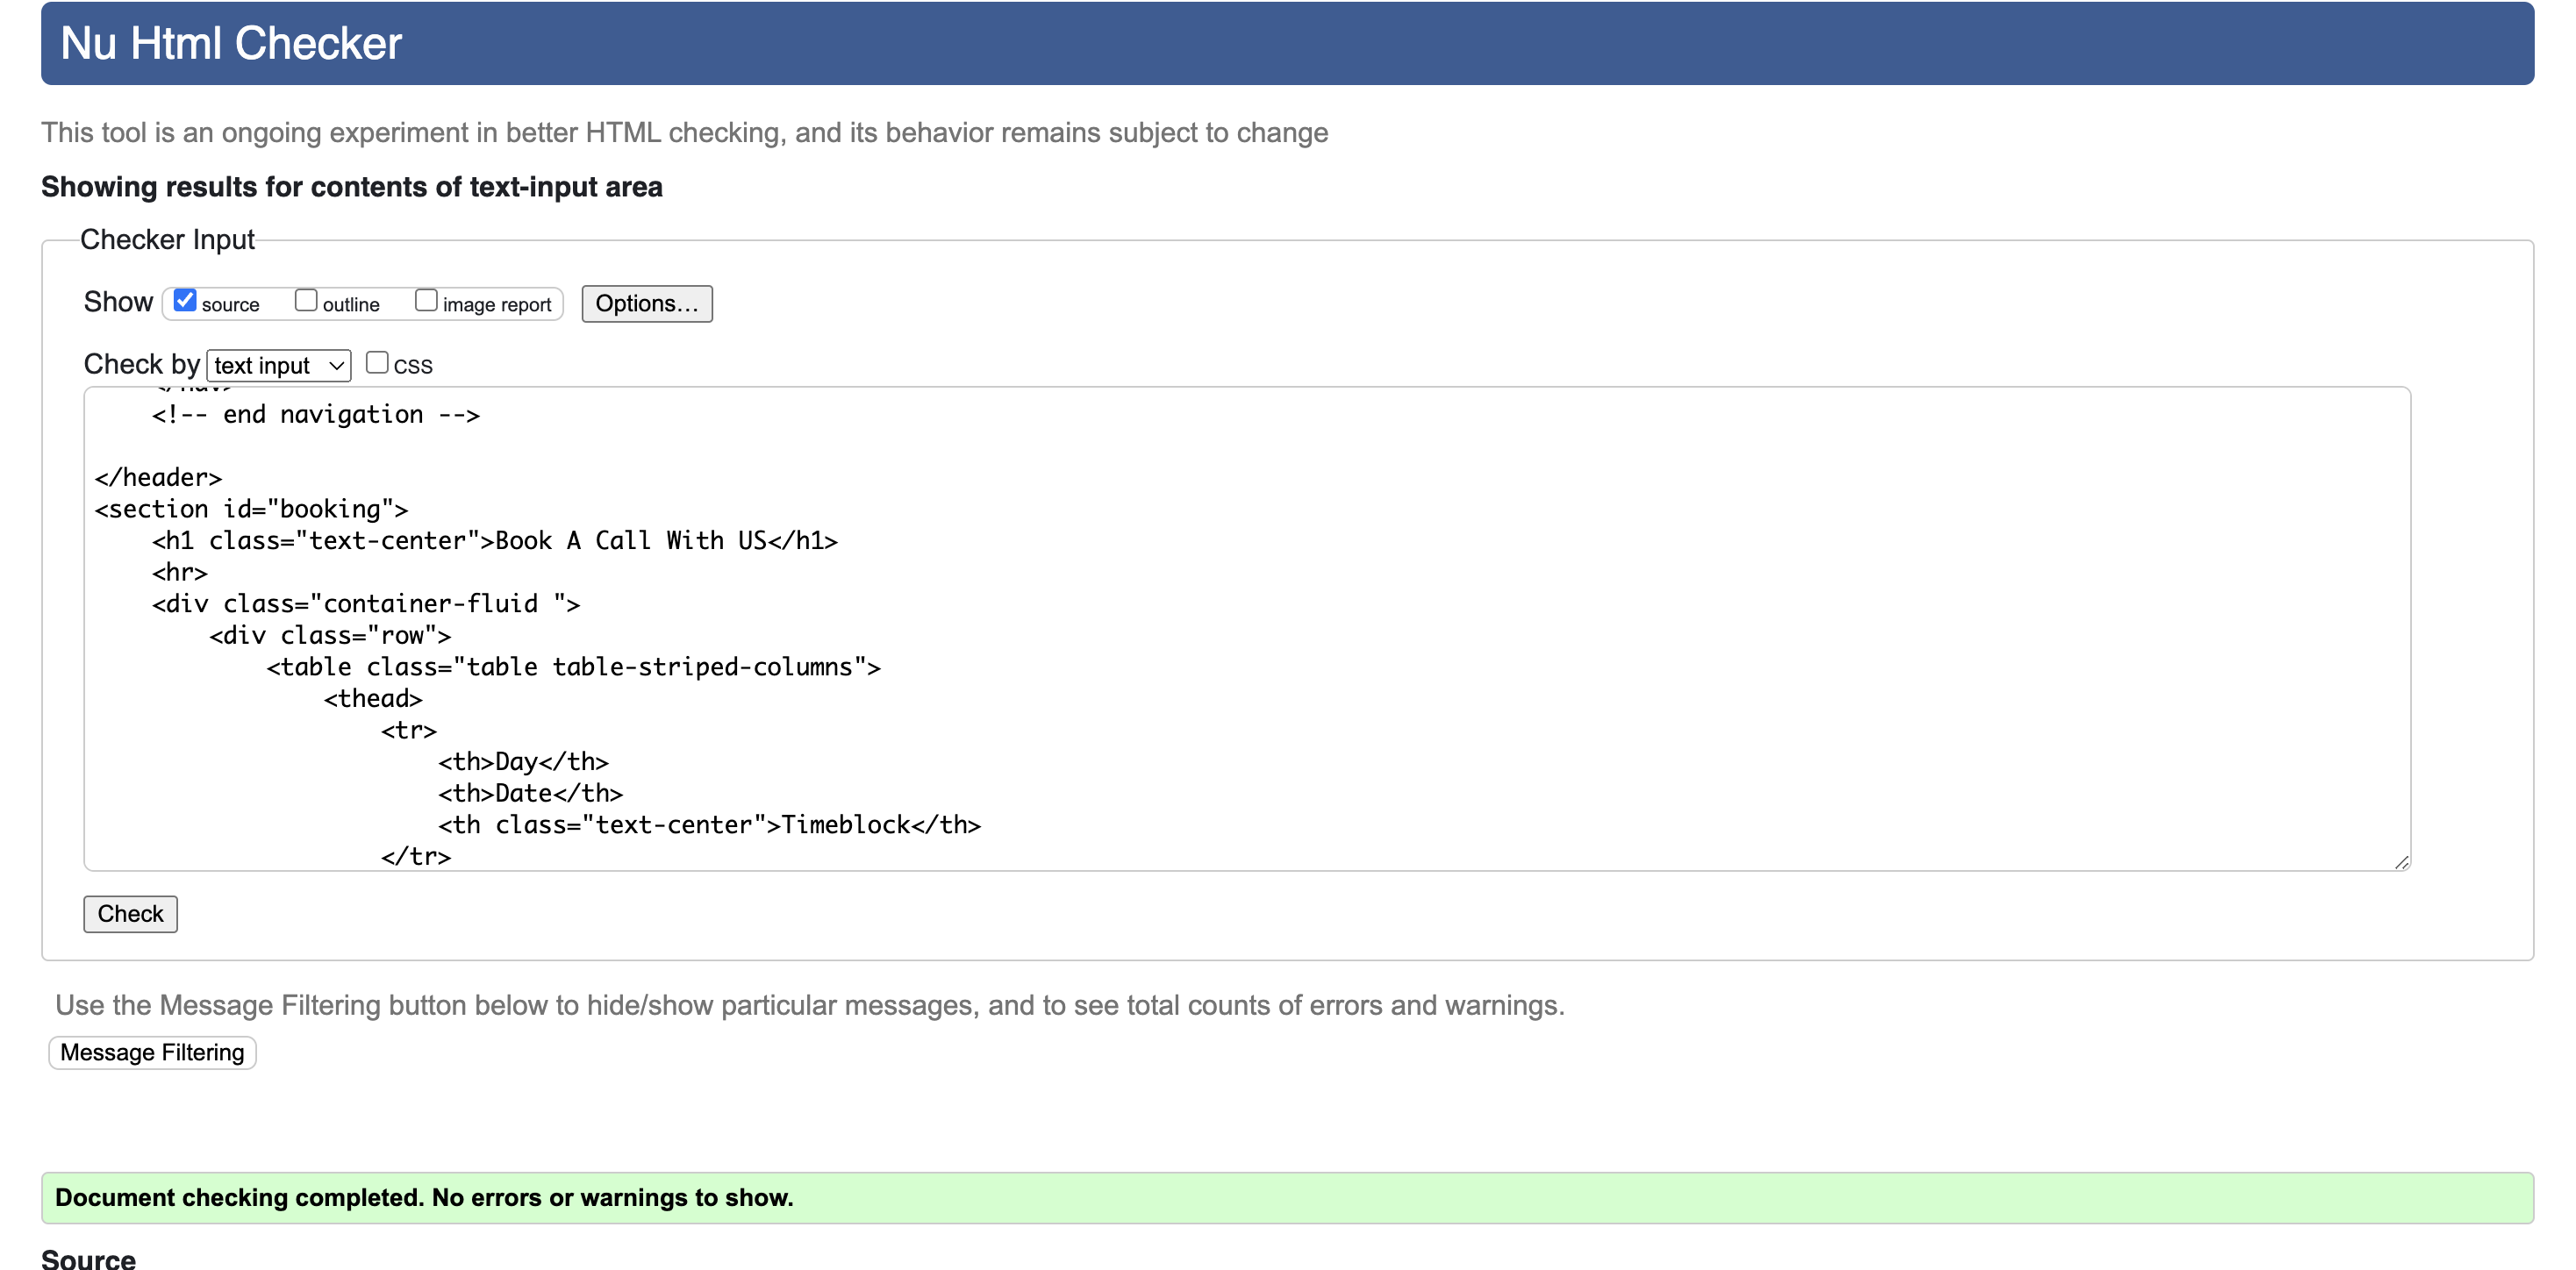 Nu Html Checker
This tool is an ongoing experiment in better HTML checking, and its behavior remains subject to change
Showing results for contents of text-input area
Checker Input
Show source outline image report Options...
Check by text input CSS
</nav>
<!-- end navigation -->
</header>
<section id="booking">
<h1 class="text-center">Book A Call With US</h1>
<hr>
<div class="container-fluid ">
<div class="row">
<table class="table table-striped-columns">
<thead>
<tr>
<th>Day</th>
<th>Date</th>
<th class="text-center">Timeblock</th>
</tr>
Check
Use the Message Filtering button below to hide/show particular messages, and to see total counts of errors and warnings.
Message Filtering
Document checking completed. No errors or warnings to show.
Source